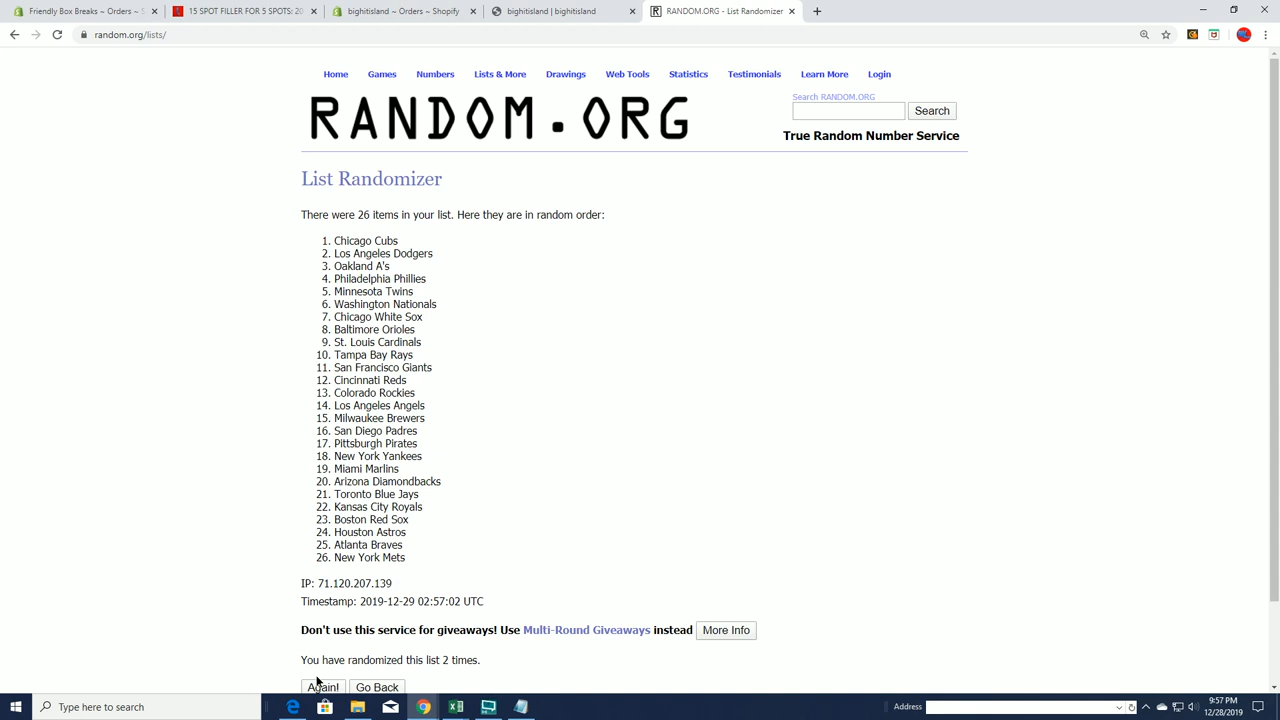 Friendly Box Breaks ~ Orders ~ S
15 SPOT FILLER FOR 5 SPOTS: 20
bighitisland ~ Orders ~ Shopify
bighitisland | bighitisland
RANDOM.ORG - List Randomizer
random.org/lists/
Home Games Numbers Lists & More Drawings Web Tools Statistics Testimonials Learn More Login
RANDOM.ORG
Search RANDOM.ORG
Search
True Random Number Service
List Randomizer
There were 26 items in your list. Here they are in random order:
1. Chicago Cubs
2. Los Angeles Dodgers
3. Oakland A's
4. Philadelphia Phillies
5. Minnesota Twins
6. Washington Nationals
7. Chicago White Sox
8. Baltimore Orioles
9. St. Louis Cardinals
10. Tampa Bay Rays
11. San Francisco Giants
12. Cincinnati Reds
13. Colorado Rockies
14. Los Angeles Angels
15. Milwaukee Brewers
16. San Diego Padres
17. Pittsburgh Pirates
18. New York Yankees
19. Miami Marlins
20. Arizona Diamondbacks
21. Toronto Blue Jays
22. Kansas City Royals
23. Boston Red Sox
24. Houston Astros
25. Atlanta Braves
26. New York Mets
IP: 71.120.207.139
Timestamp: 2019-12-29 02:57:02 UTC
Don't use this service for giveaways! Use Multi-Round Giveaways instead More Info
You have randomized this list 2 times.
Again! Go Back
Type here to search
Address
9:57 PM
12/28/2019